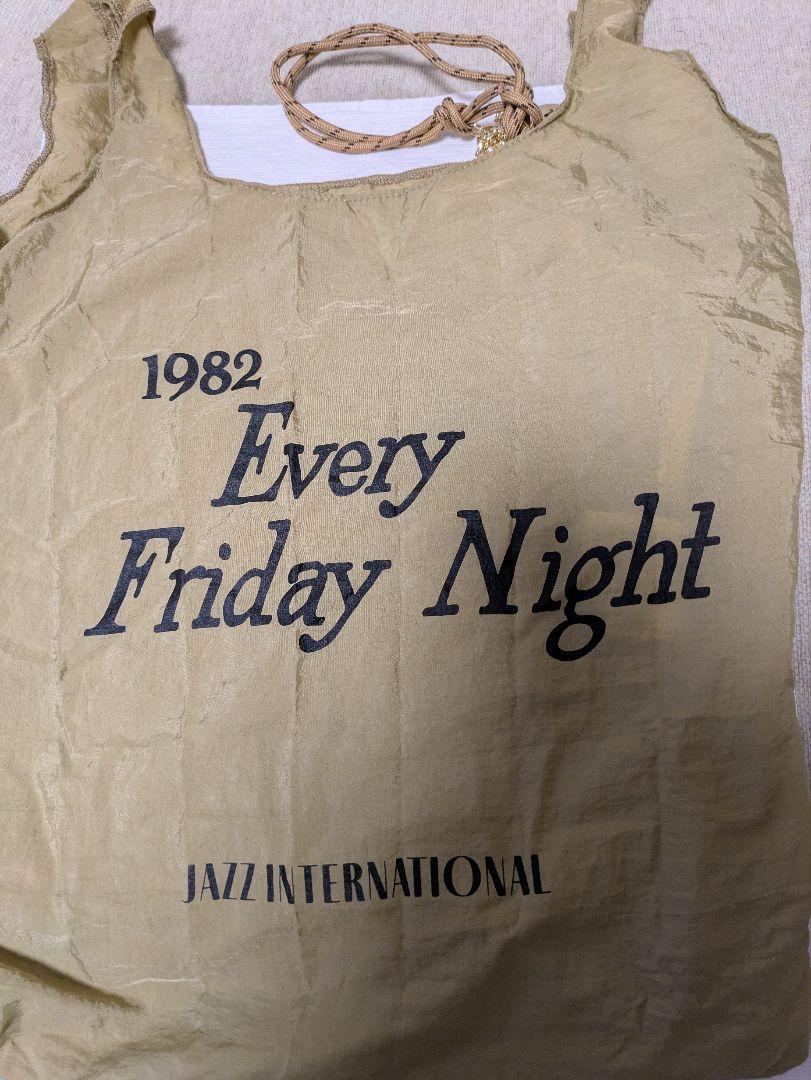 1982
Every
Friday Night
JAZZ INTERNATIONAL